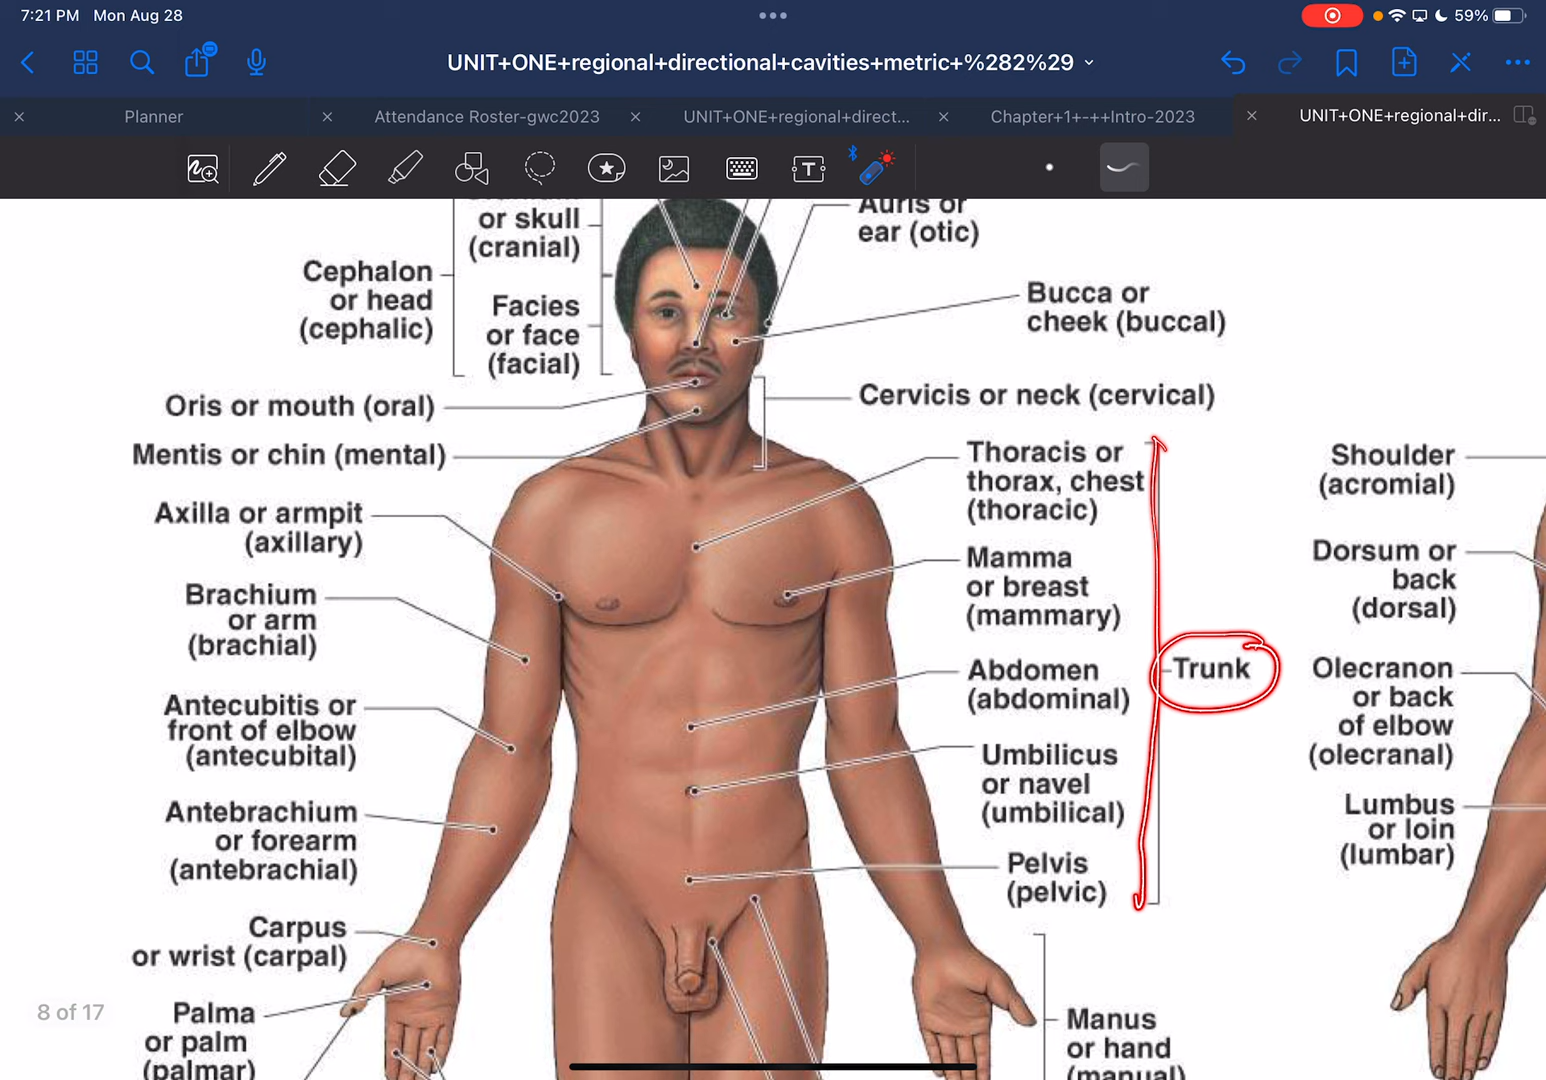 7:21 PM Mon Aug 28
59%
UNIT+ONE+regional+directional+cavities+metric+%282%29
Planner
Attendance Roster-gwc2023
UNIT+ONE+regional+direct...
Chapter+1+-++Intro-2023
UNIT+ONE+regional+dir...
or skull
(cranial)
Auris or
ear (otic)
Cephalon
or head
(cephalic)
Facies
or face
(facial)
Bucca or
cheek (buccal)
Oris or mouth (oral)
Cervicis or neck (cervical)
Mentis or chin (mental)
Thoracis or
thorax, chest
(thoracic)
Shoulder
(acromial)
Axilla or armpit
(axillary)
Mamma
or breast
(mammary)
Dorsum or
back
(dorsal)
Brachium
or arm
(brachial)
Abdomen
(abdominal)
Trunk
Olecranon
or back
of elbow
(olecranal)
Antecubitis or
front of elbow
(antecubital)
Umbilicus
or navel
(umbilical)
Antebrachium
or forearm
(antebrachial)
Lumbus
or loin
(lumbar)
Pelvis
(pelvic)
Carpus
or wrist (carpal)
8 of 17
Palma
or palm
(palmar)
Manus
or hand
(manual)